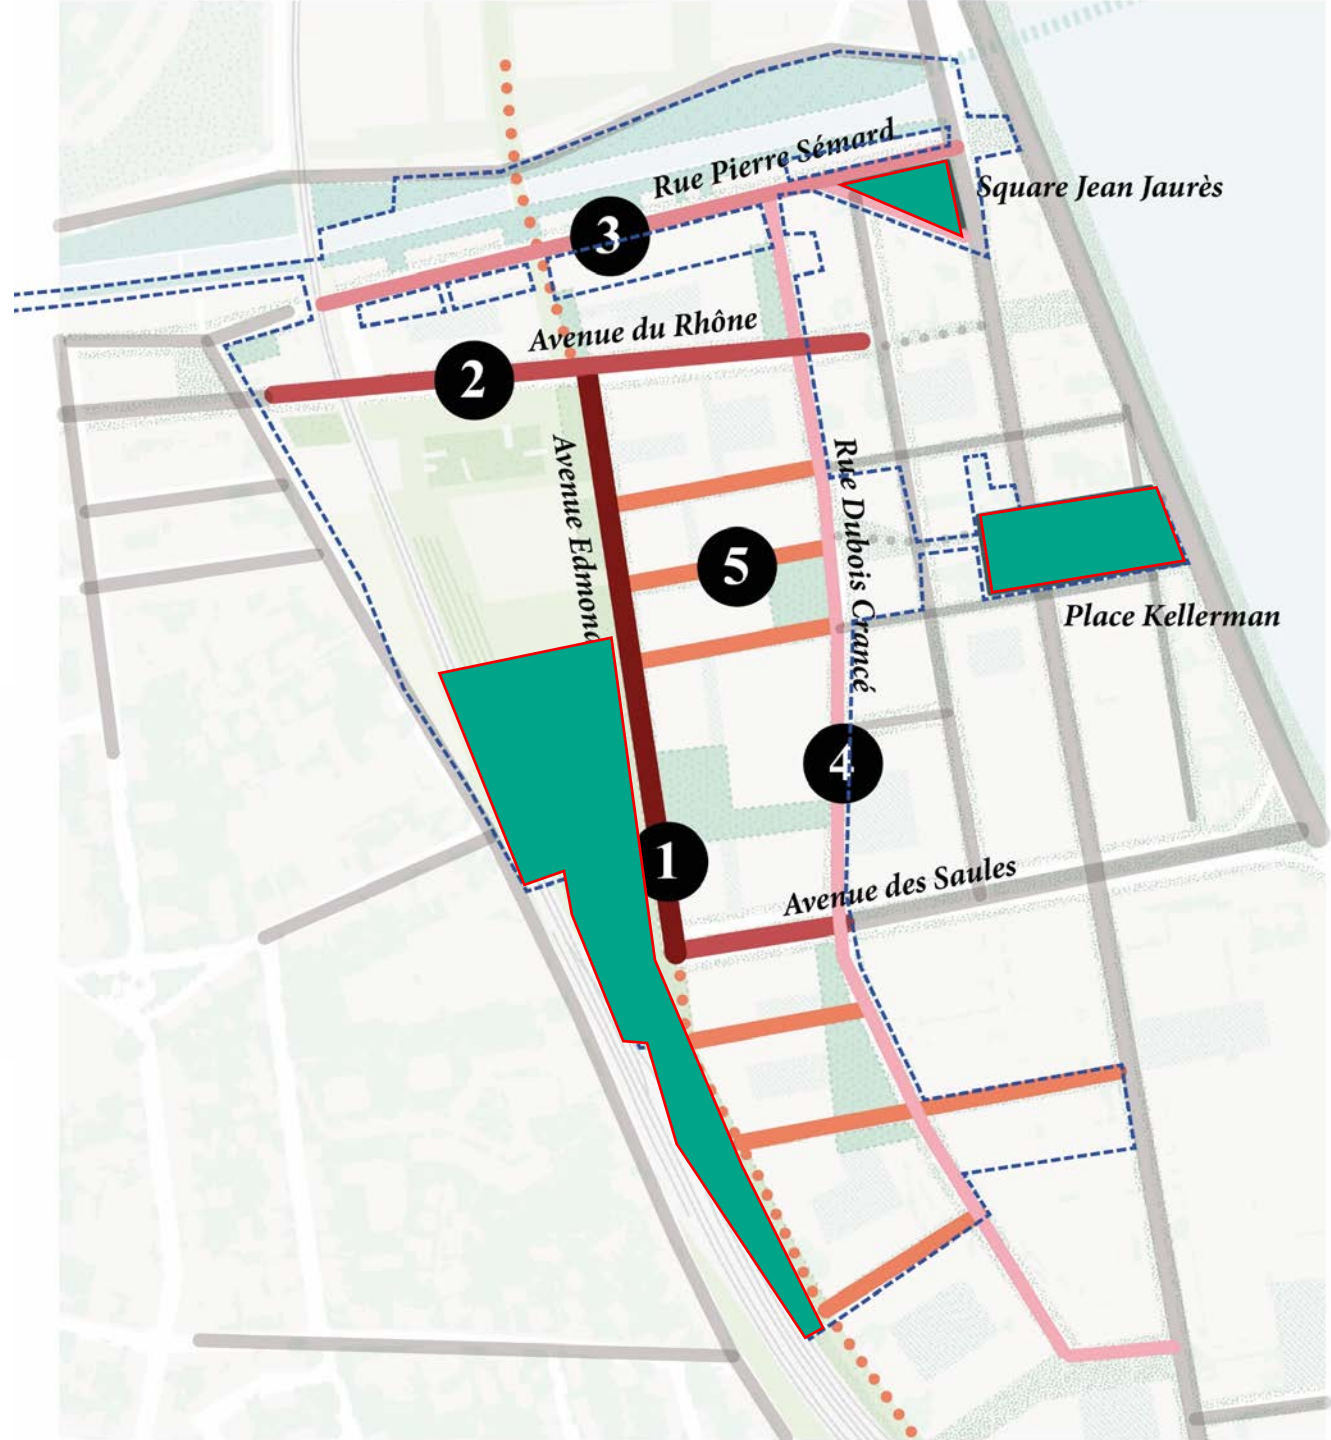 Rue Pierre Sémard
Square Jean Jaurès
3
Avenue du Rhône
2
Avenue Edmond
Rue Dubois Crancé
5
Place Kellerman
4
1
Avenue des Saules